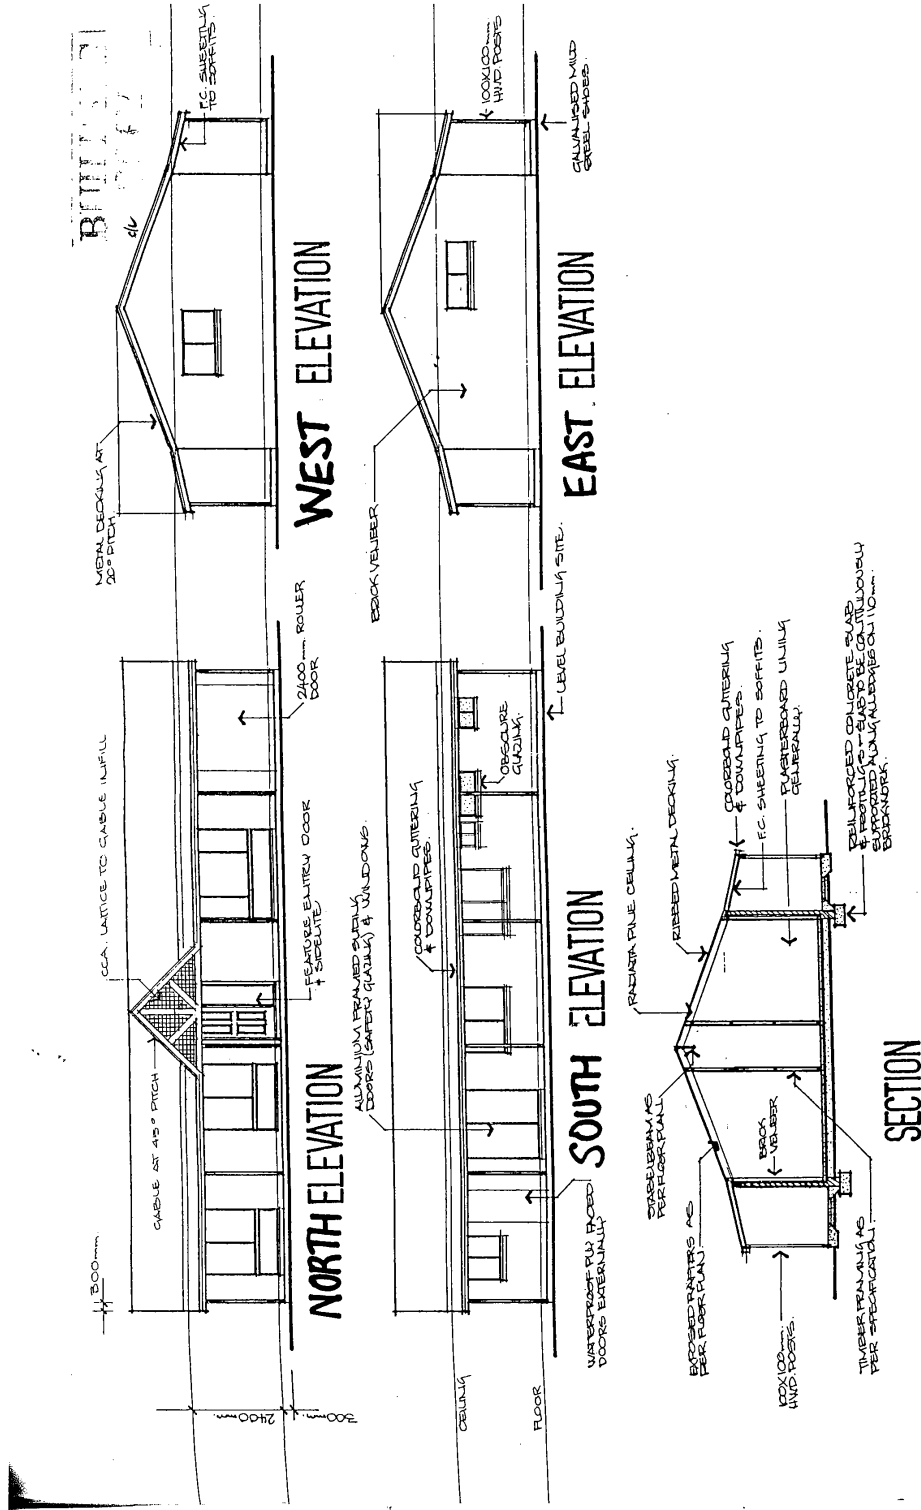 300mm
GABLE AT 45° PITCH
CCA. LATTICE TO GABLE INFILL
METAL DECKING AT
20° PITCH.
F.C. SHEETING
TO SOFFITS.
2400mm.
300mm.
FEATURE ENTRY DOOR
& SIDELITE
2400mm ROLLER
DOOR
NORTH ELEVATION
WEST ELEVATION
ALUMINIUM FRAMED SLIDING
DOORS (SAFETY GLAZING) & WINDOWS.
COLORBOND GUTTERING
& DOWNPIPES.
OBSCURE
GLAZING.
BRICK VENEER
100X100mm
HWD. POSTS
GALVANISED MILD
STEEL SHOES.
CEILING
FLOOR
LEVEL BUILDING SITE.
WATERPROOF PLY FACED
DOORS EXTERNALLY
SOUTH ELEVATION
EAST ELEVATION
EXPOSED RAFTERS AS
PER FLOOR PLAN
PER FLOOR PLAN.
RADIATA PINE CEILING.
RIBBED METAL DECKING.
COLORBOND GUTTERING
& DOWNPIPES.
F.C. SHEETING TO SOFFITS.
PLASTERBOARD LINING
GENERALLY.
BRICK
VENEER
100X100mm
HWD. POSTS.
TIMBER FRAMING AS
PER SPECIFICATION.
REINFORCED CONCRETE SLAB
& FOOTINGS - SLAB TO BE CONTINUOUSLY
SUPPORTED ALONG ALL EDGES ON 110mm
BRICKWORK.
SECTION